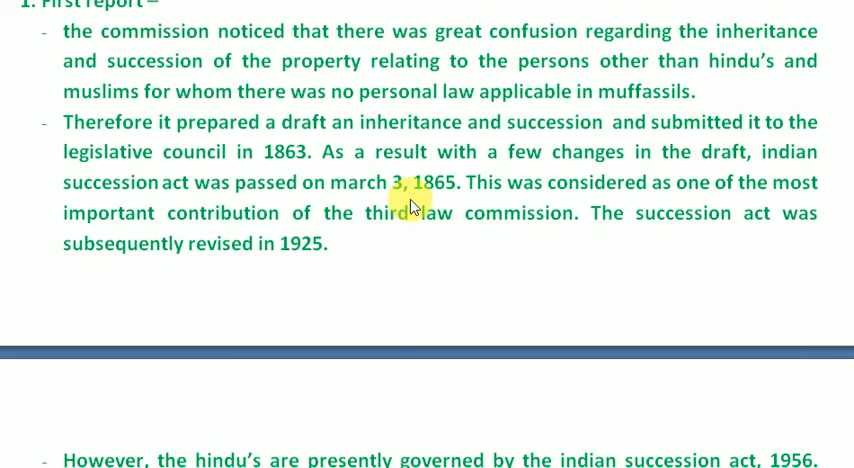 1. First report –
- the commission noticed that there was great confusion regarding the inheritance
and succession of the property relating to the persons other than hindu's and
muslims for whom there was no personal law applicable in muffassils.
- Therefore it prepared a draft an inheritance and succession and submitted it to the
legislative council in 1863. As a result with a few changes in the draft, indian
succession act was passed on march 3, 1865. This was considered as one of the most
important contribution of the third law commission. The succession act was
subsequently revised in 1925.
- However, the hindu's are presently governed by the indian succession act, 1956.